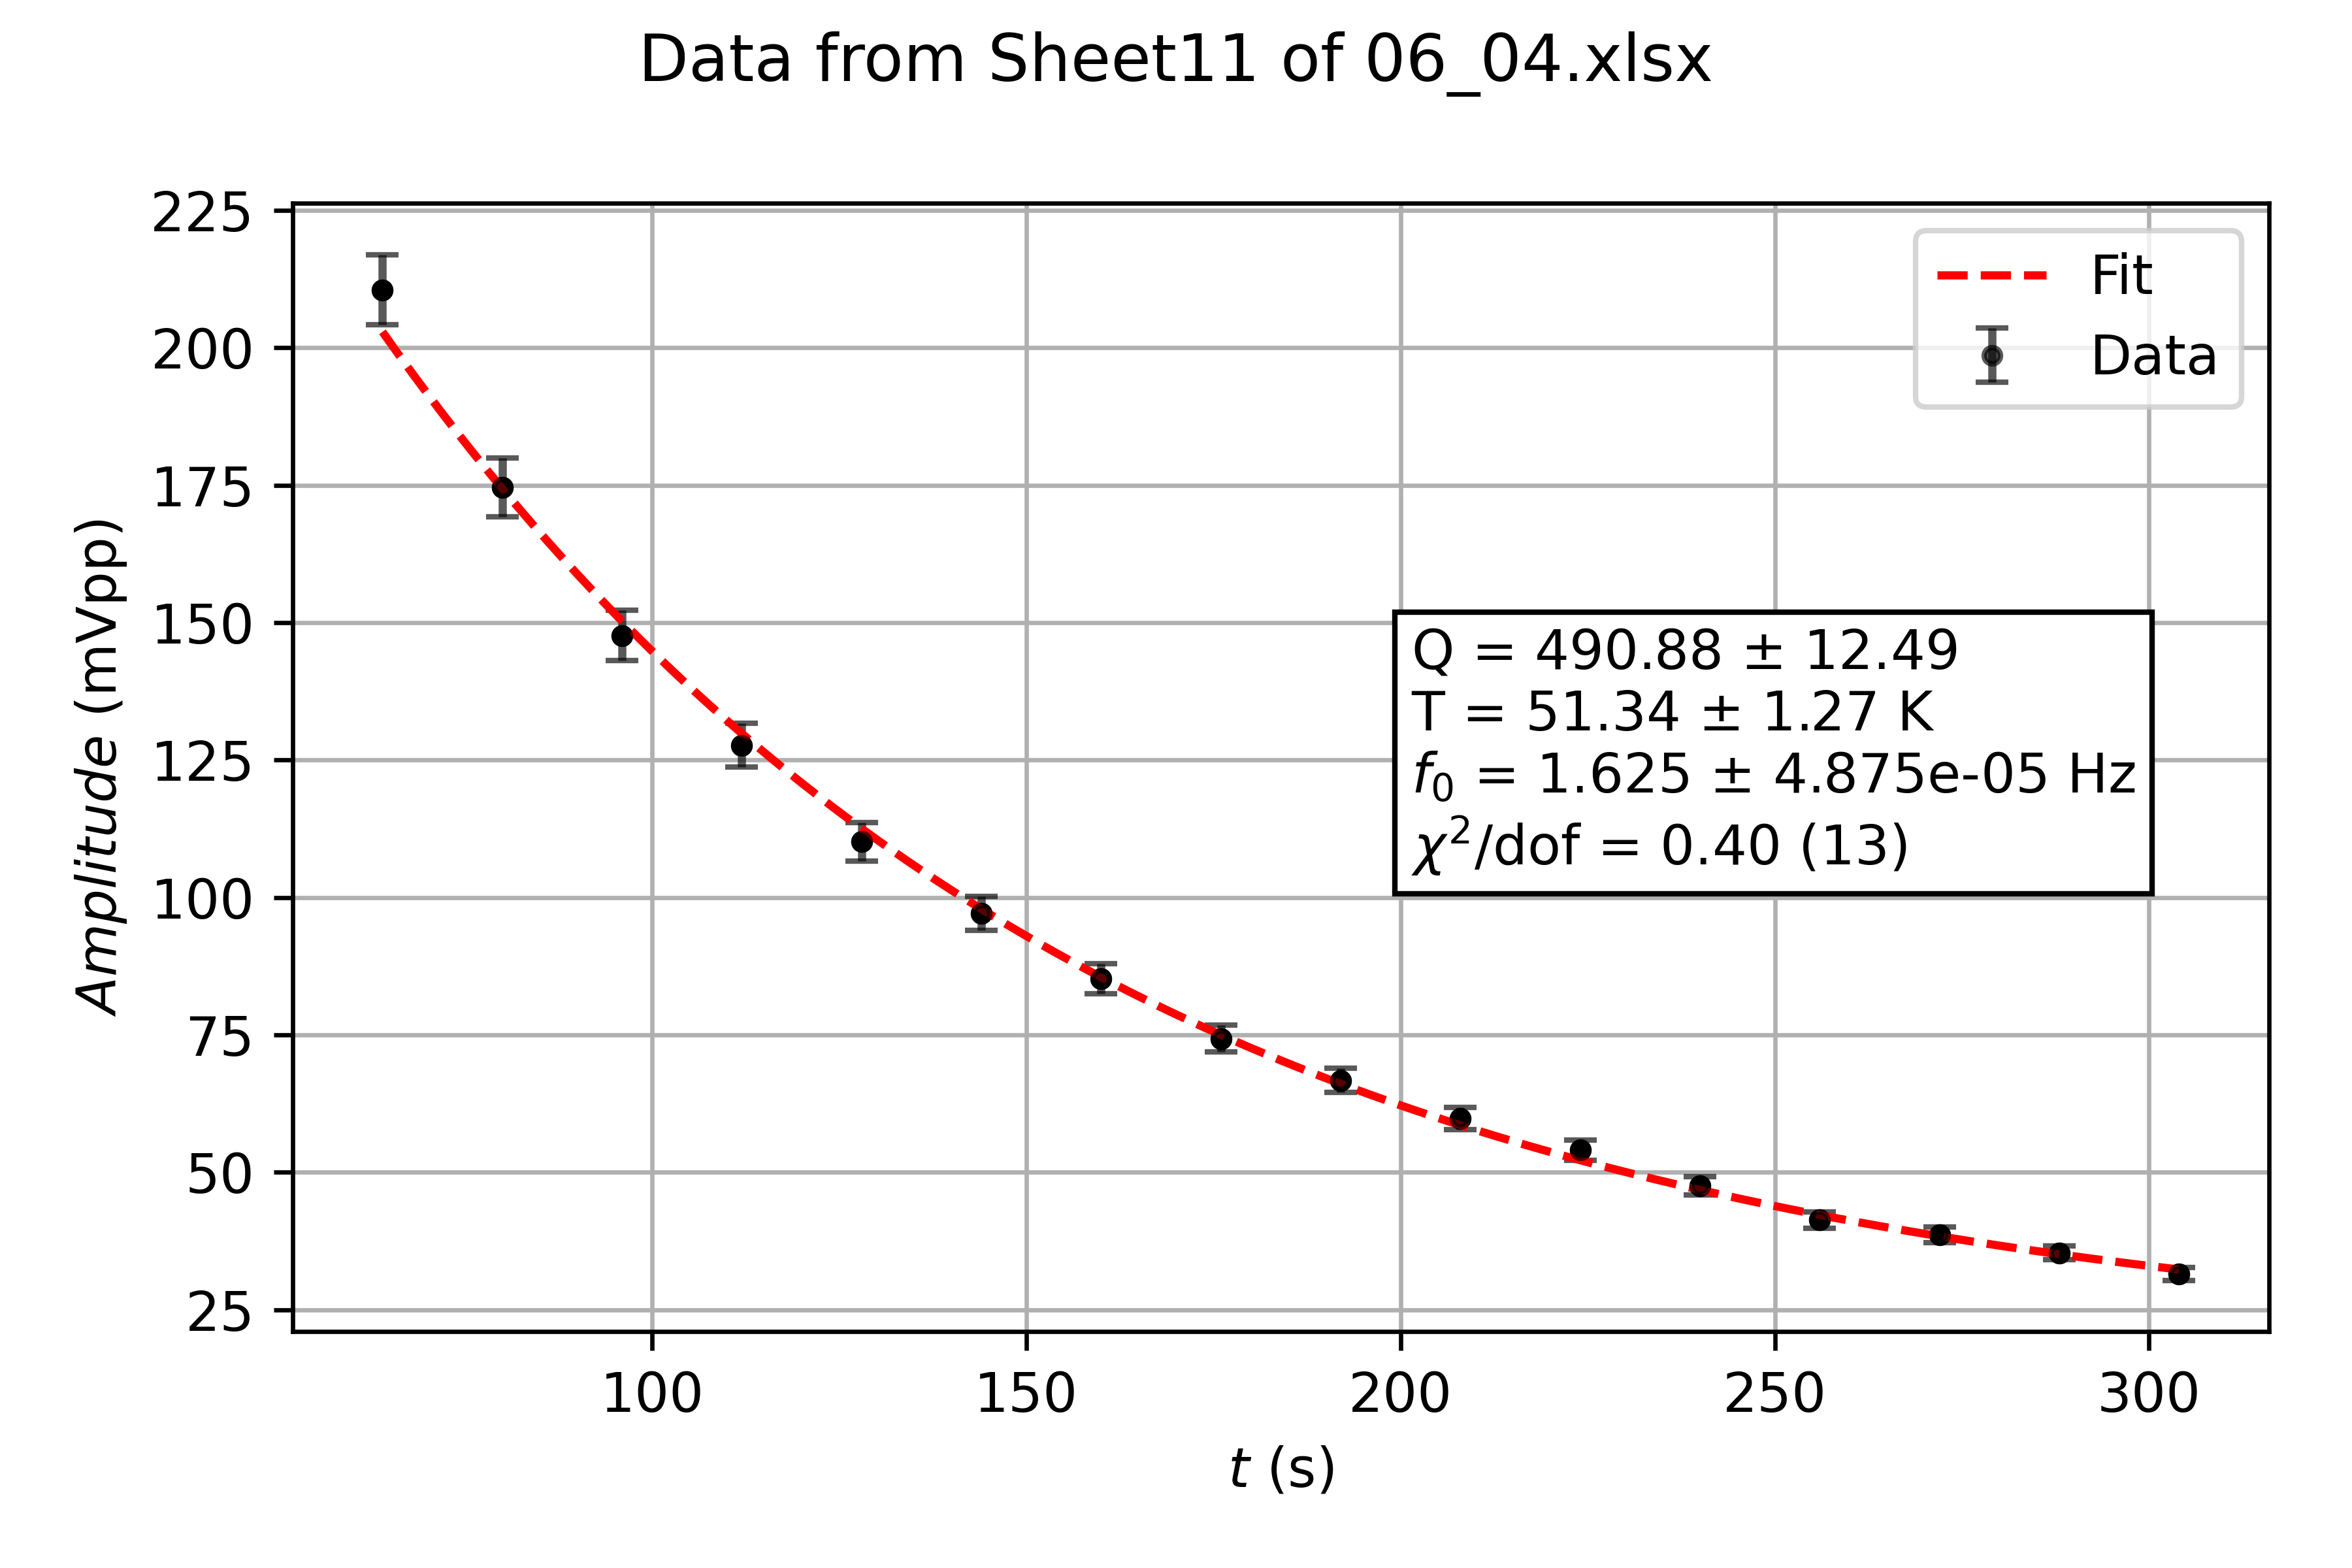 Data from Sheet11 of 06_04.xlsx
225
200
175
150
125
100
75
50
25
Amplitude (mVpp)
Fit
Data
Q = 490.88 ± 12.49
T = 51.34 ± 1.27 K
f₀ = 1.625 ± 4.875e-05 Hz
χ²/dof = 0.40 (13)
100 150 200 250 300
t (s)